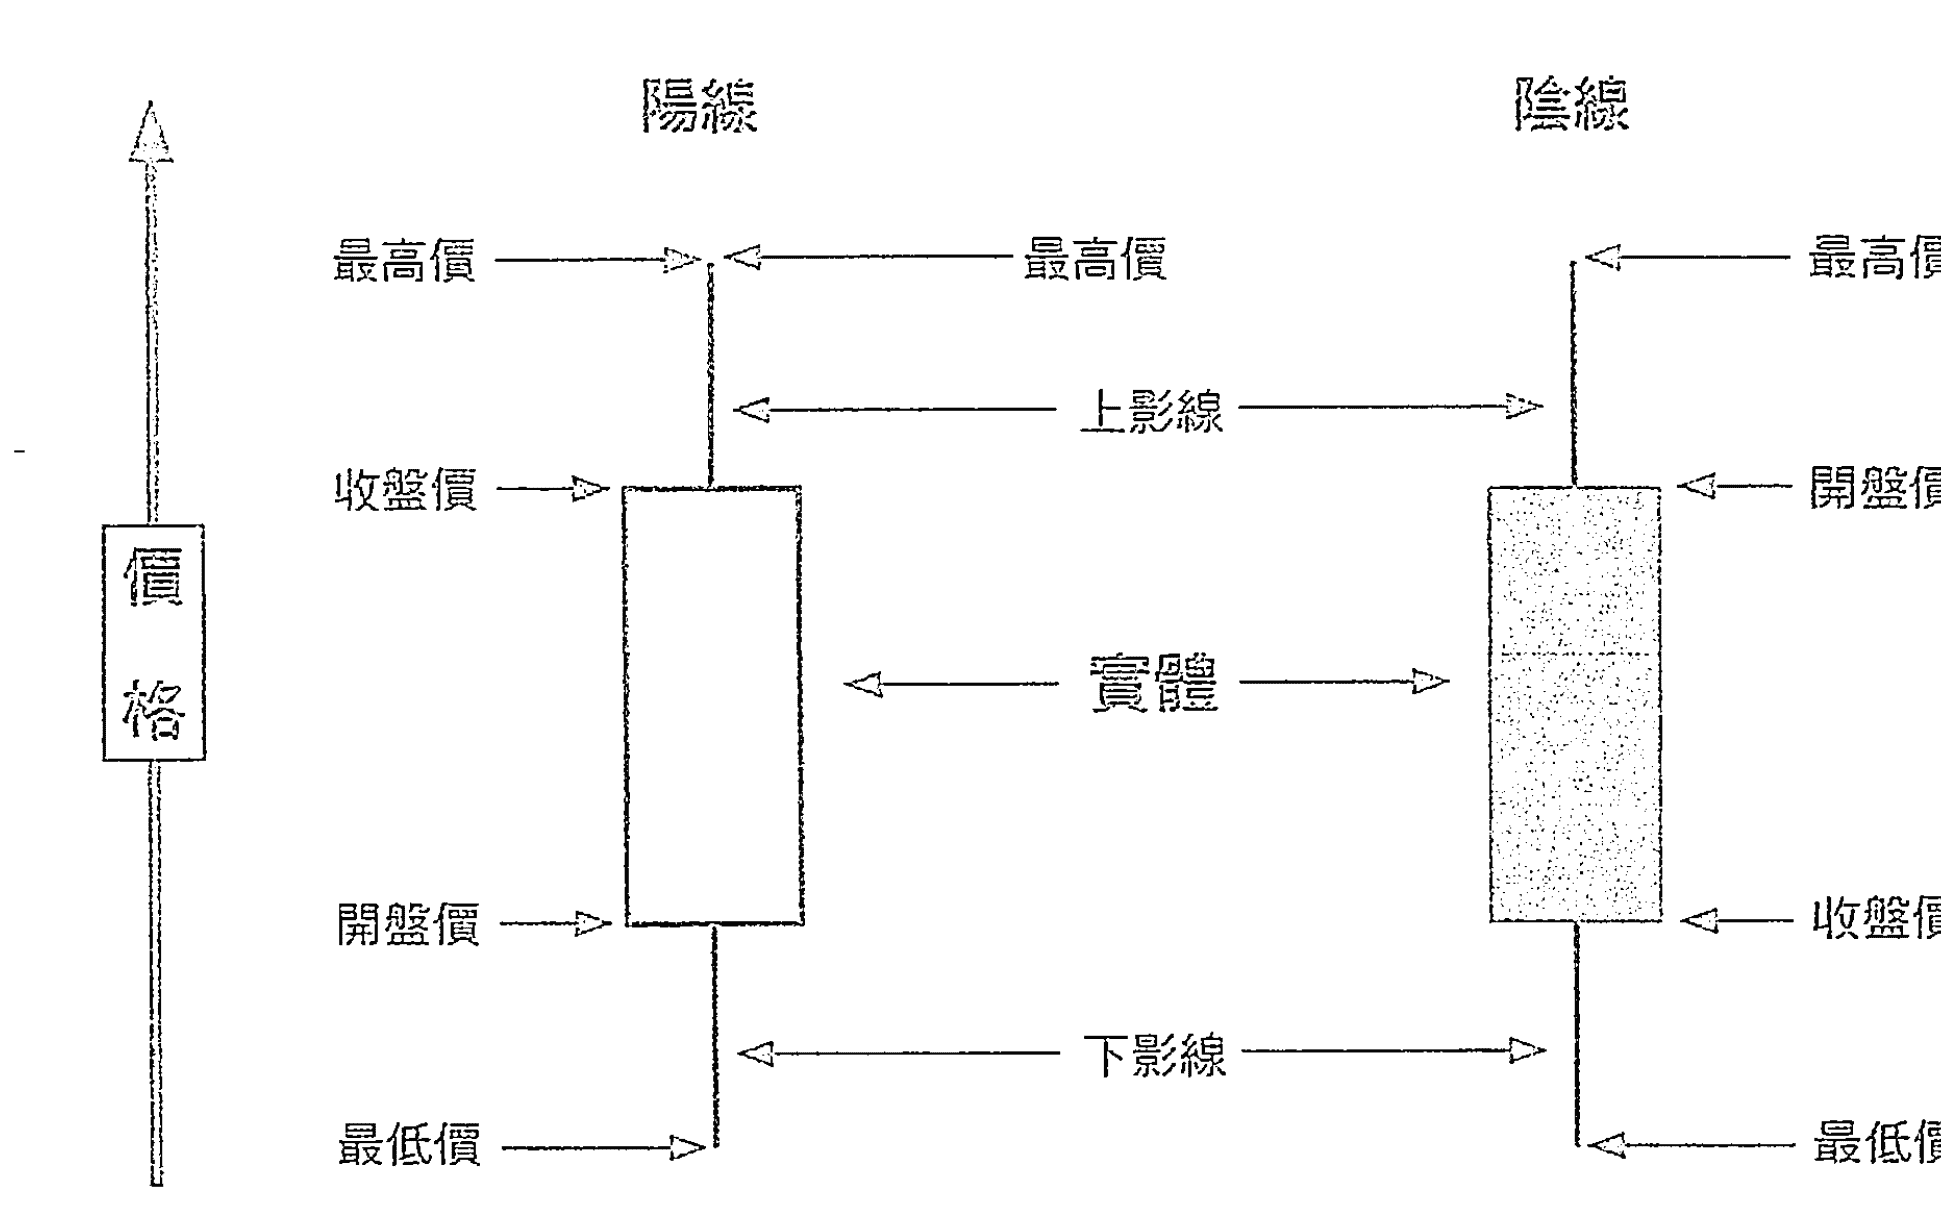 陽線 陰線
最高價 最高價 最高
上影線
收盤價 開盤
價
格
實體
開盤價 收盤
下影線
最低價 最低